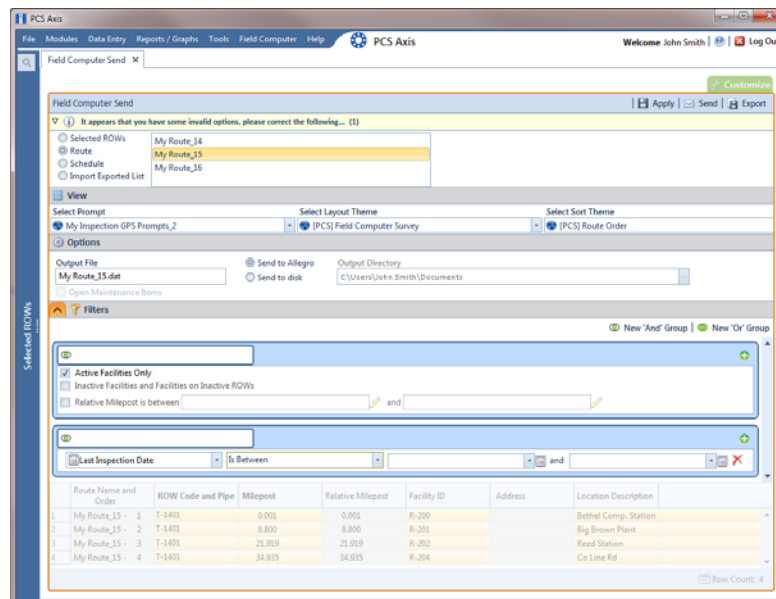 PCS Axis
File Modules Data Entry Reports / Graphs Tools Field Computer Help PCS Axis Welcome John Smith | Log Ou
Field Computer Send X
Customize
Field Computer Send | Apply | Send | Export
It appears that you have some invalid options, please correct the following... (1)
Selected ROWs
Route
Schedule
Import Exported List
My Route_14
My Route_15
My Route_16
View
Select Prompt Select Layout Theme Select Sort Theme
My Inspection GPS Prompts_2 [PCS] Field Computer Survey [PCS] Route Order
Options
Output File Send to Allegro Output Directory
My Route_15.dat Send to disk C:\Users\John.Smith\Documents
Open Maintenance Items
Filters
Selected ROWs
New 'And' Group | New 'Or' Group
Active Facilities Only
Inactive Facilities and Facilities on Inactive ROWs
Relative Milepost is between and
Last Inspection Date Is Between and
Route Name and Order ROW Code and Pipe Milepost Relative Milepost Facility ID Address Location Description
1 My Route_15 - 1 T-1401 0.001 0.001 R-200 Bethel Comp. Station
2 My Route_15 - 2 T-1401 8.800 8.800 R-201 Big Brown Plant
3 My Route_15 - 3 T-1401 21.919 21.919 R-202 Reed Station
4 My Route_15 - 4 T-1401 34.935 34.935 R-204 Co Line Rd
Row Count: 4